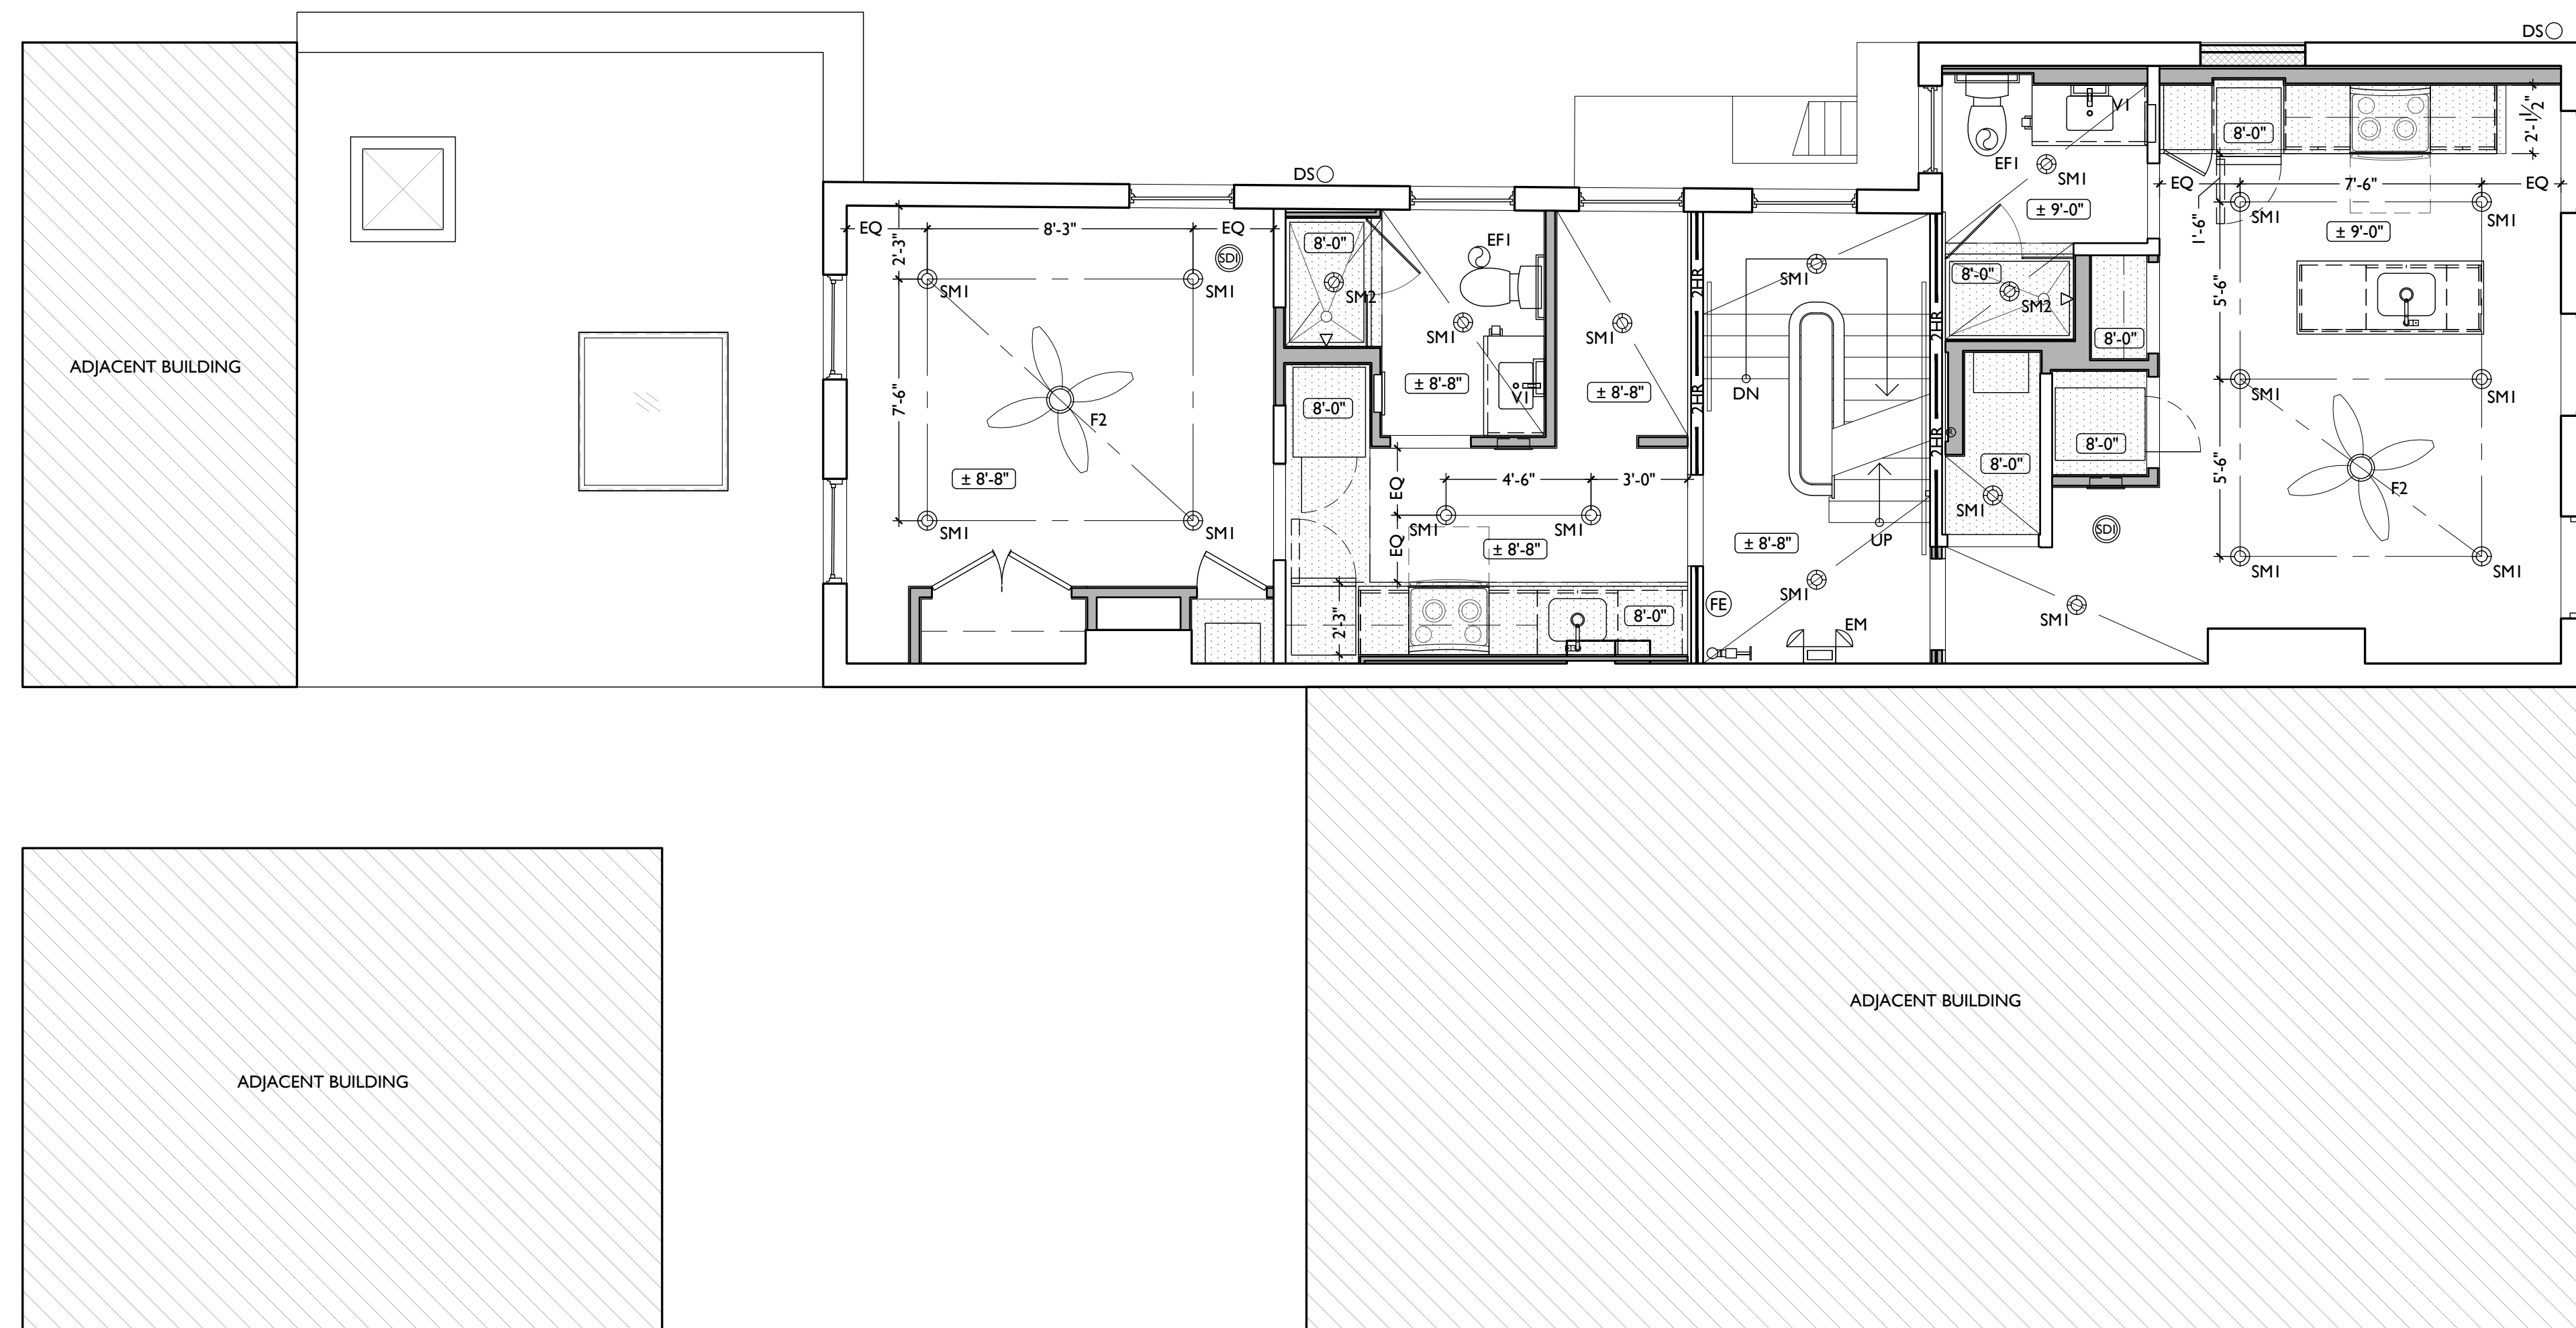 DS
DS
ADJACENT BUILDING
EQ
8'-3"
EQ
2'-3"
7'-6"
SD1
SM1
SM1
F2
± 8'-8"
SM1
SM1
8'-0"
SM2
EF1
SM1
± 8'-8"
V1
8'-0"
SM1
± 8'-8"
EQ
EQ
4'-6"
3'-0"
SM1
SM1
± 8'-8"
2'-3"
8'-0"
2HR
2HR
SM1
DN
UP
± 8'-8"
SM1
FE
EM
2HR
2HR
EF1
V1
SM1
± 9'-0"
8'-0"
SM2
8'-0"
8'-0"
8'-0"
SM1
SD1
SM1
8'-0"
2'-1½"
EQ
7'-6"
EQ
1'-6"
5'-6"
5'-6"
SM1
SM1
± 9'-0"
SM1
SM1
F2
SM1
SM1
ADJACENT BUILDING
ADJACENT BUILDING